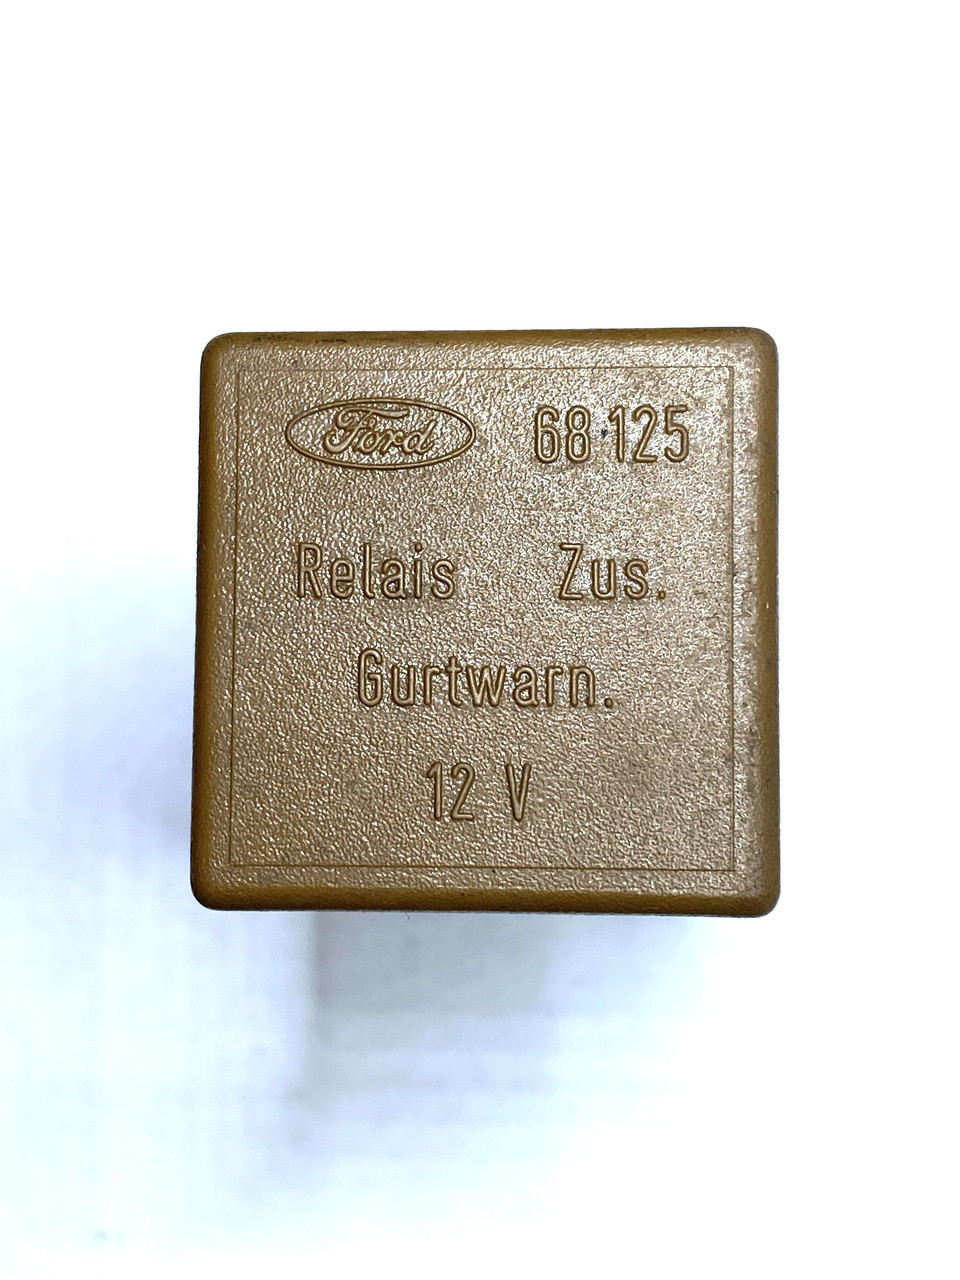 Ford 68 125
Relais Zus.
Gurtwarn.
12 V